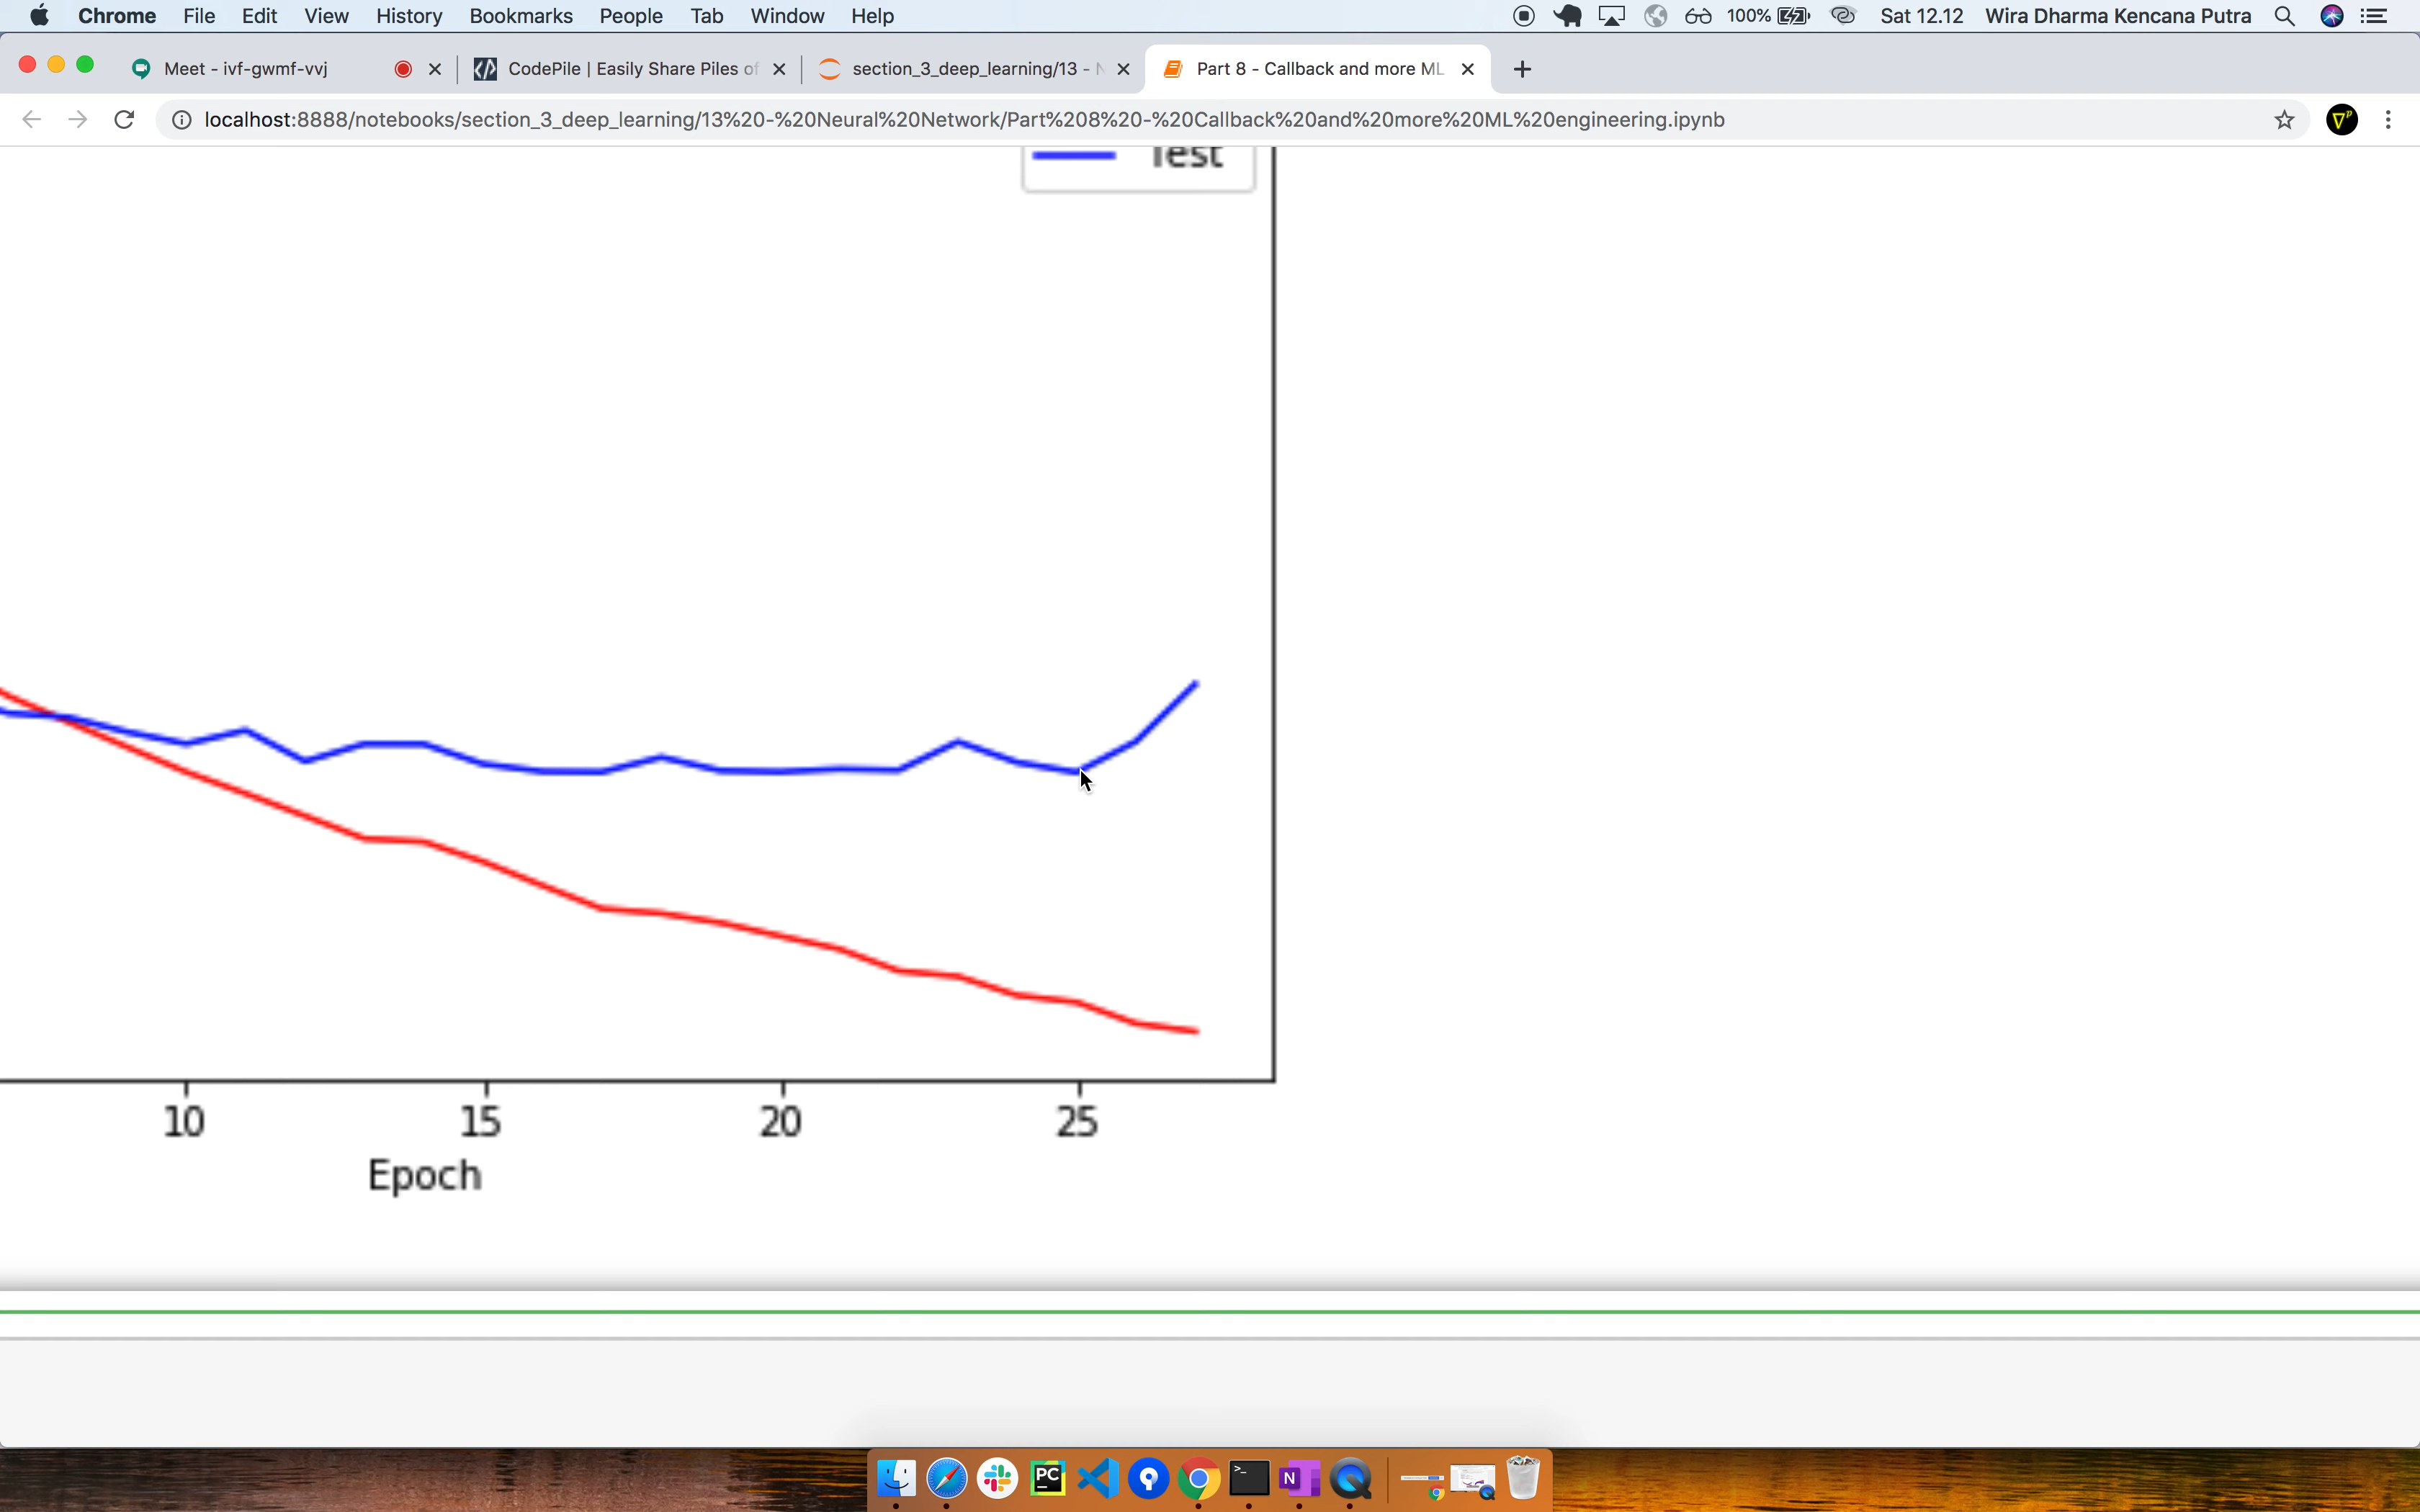 Chrome File Edit View History Bookmarks People Tab Window Help 100% Sat 12.12 Wira Dharma Kencana Putra
Meet - ivf-gwmf-vvj CodePile | Easily Share Piles of section_3_deep_learning/13 - Part 8 - Callback and more ML
localhost:8888/notebooks/section_3_deep_learning/13%20-%20Neural%20Network/Part%208%20-%20Callback%20and%20more%20ML%20engineering.ipynb
Test
10 15 20 25
Epoch
PC >_ N